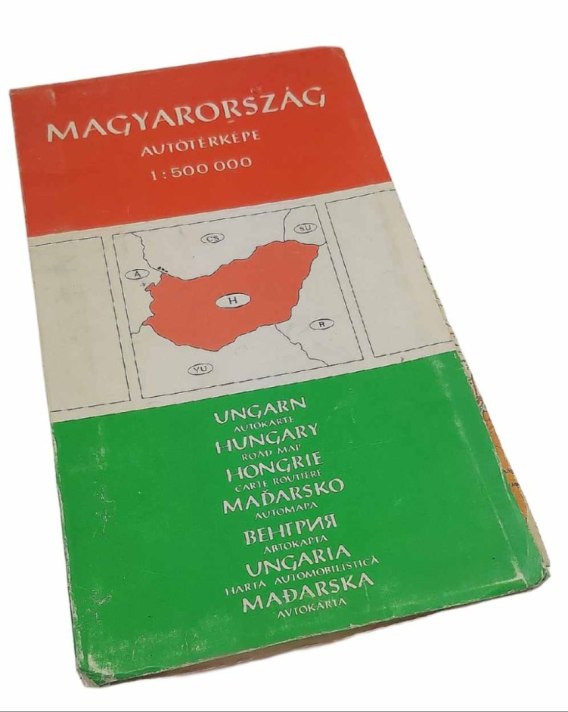 MAGYARORSZÁG
AUTÓTÉRKÉPE
1:500 000
CS
SU
A
H
R
YU
UNGARN
AUTOKARTE
HUNGARY
ROAD MAP
HONGRIE
CARTE ROUTIÈRE
MAĎARSKO
AUTOMAPA
ВЕНГРИЯ
АВТОКАРТА
UNGARIA
HARTA AUTOMOBILISTICĂ
MAĐARSKA
AVTOKARTA